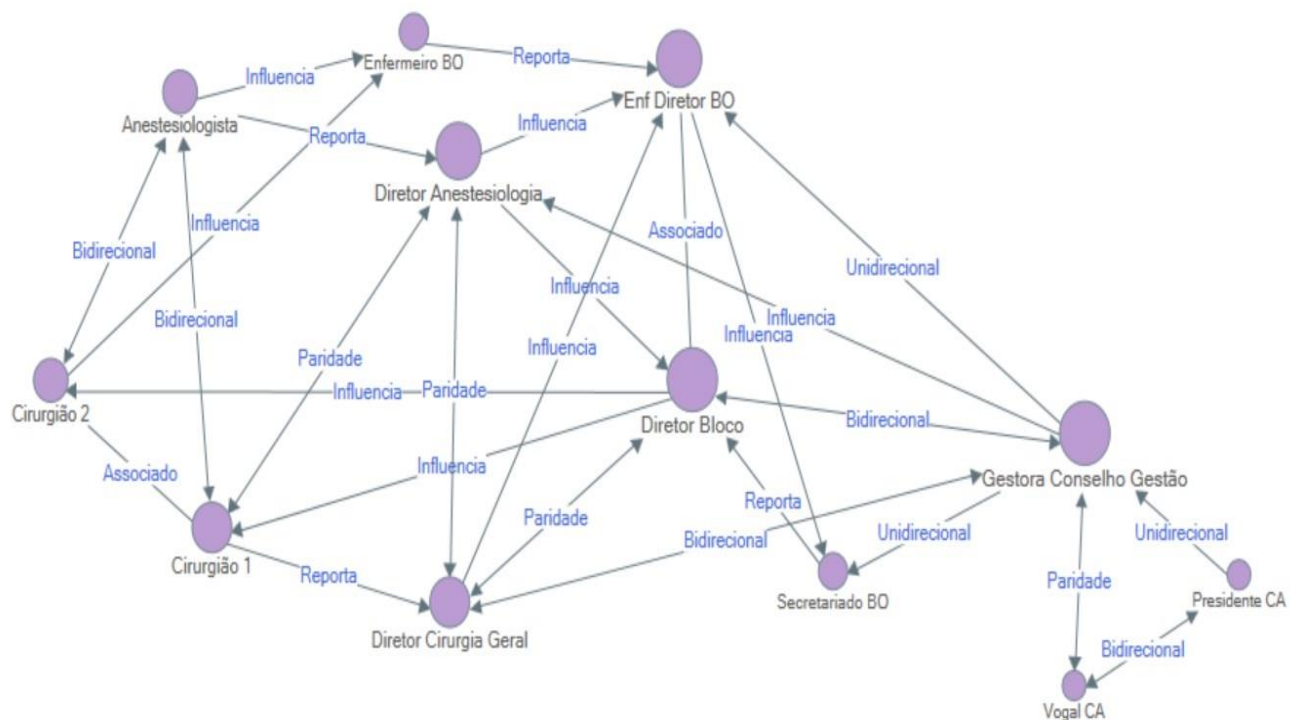 Enfermeiro BO
Reporta
Influencia
Enf Diretor BO
Anestesiologista
Reporta
Influencia
Diretor Anestesiologia
Bidirecional
Influencia
Associado
Unidirecional
Influencia
Bidirecional
Influencia
Influencia
Influencia
Paridade
Paridade
Influencia
Cirurgião 2
Diretor Bloco
Bidirecional
Associado
Influencia
Gestora Conselho Gestão
Reporta
Paridade
Unidirecional
Bidirecional
Unidirecional
Cirurgião 1
Reporta
Paridade
Secretariado BO
Presidente CA
Diretor Cirurgia Geral
Bidirecional
Vogal CA